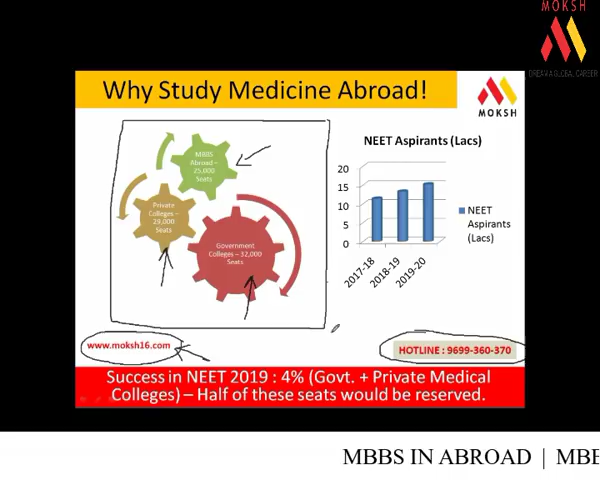 MOKSH
Why Study Medicine Abroad!
MOKSH
MBBS
Abroad –
25,000
Seats
Private
Colleges –
29,000
Seats
Government
Colleges – 32,000
Seats
NEET Aspirants (Lacs)
20
15
10
5
0
2017-18
2018-19
2019-20
NEET
Aspirants
(Lacs)
www.moksh16.com
HOTLINE : 9699-360-370
Success in NEET 2019 : 4% (Govt. + Private Medical
Colleges) – Half of these seats would be reserved.
MBBS IN ABROAD | MBB